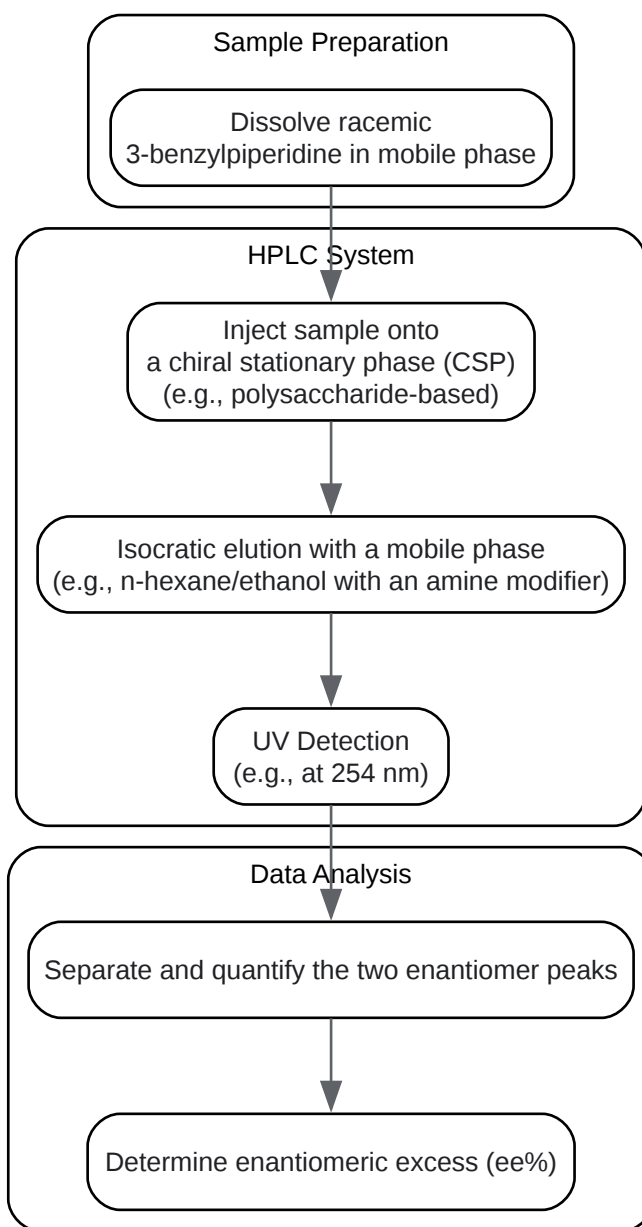 Sample Preparation
Dissolve racemic
3-benzylpiperidine in mobile phase
HPLC System
Inject sample onto
a chiral stationary phase (CSP)
(e.g., polysaccharide-based)
Isocratic elution with a mobile phase
(e.g., n-hexane/ethanol with an amine modifier)
UV Detection
(e.g., at 254 nm)
Data Analysis
Separate and quantify the two enantiomer peaks
Determine enantiomeric excess (ee%)